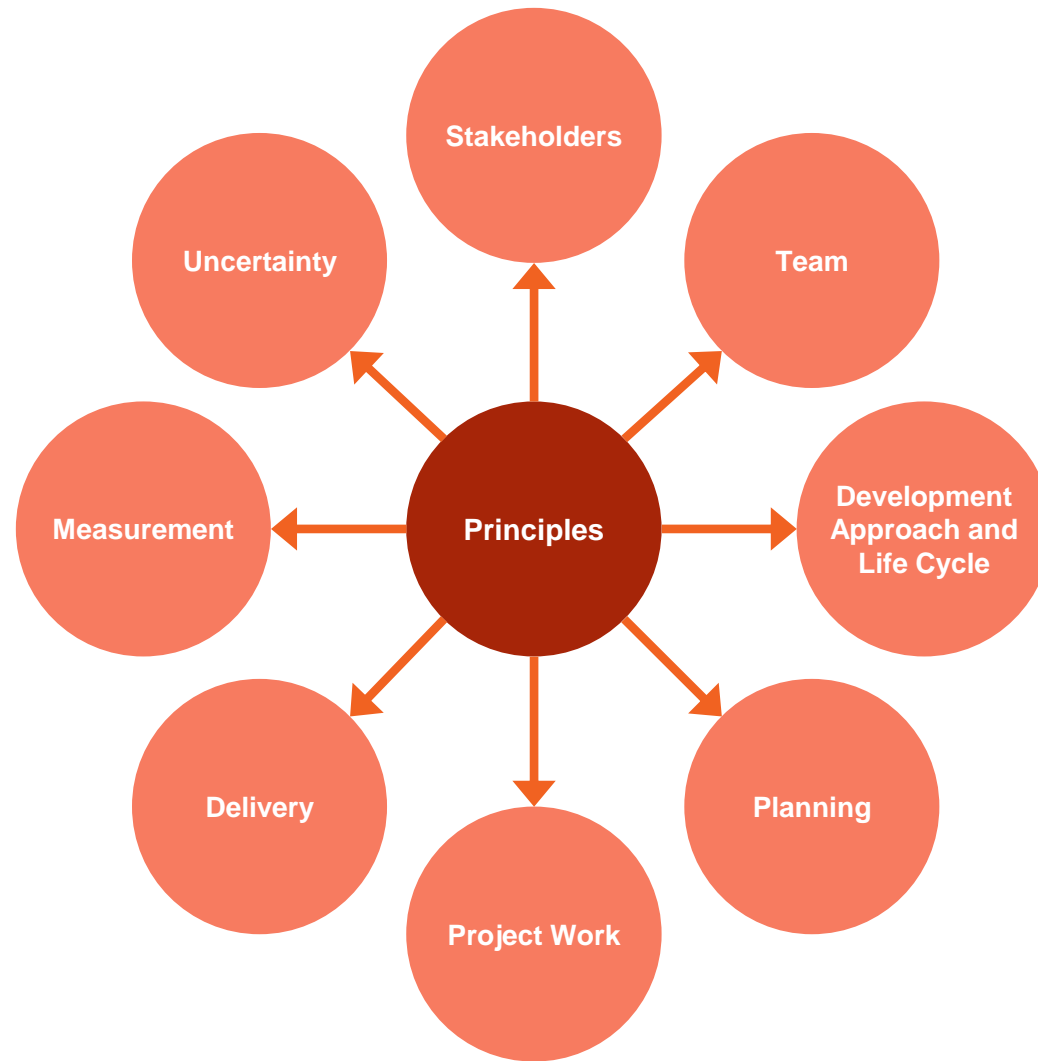 Stakeholders
Team
Development
Approach and
Life Cycle
Planning
Project Work
Delivery
Measurement
Uncertainty
Principles